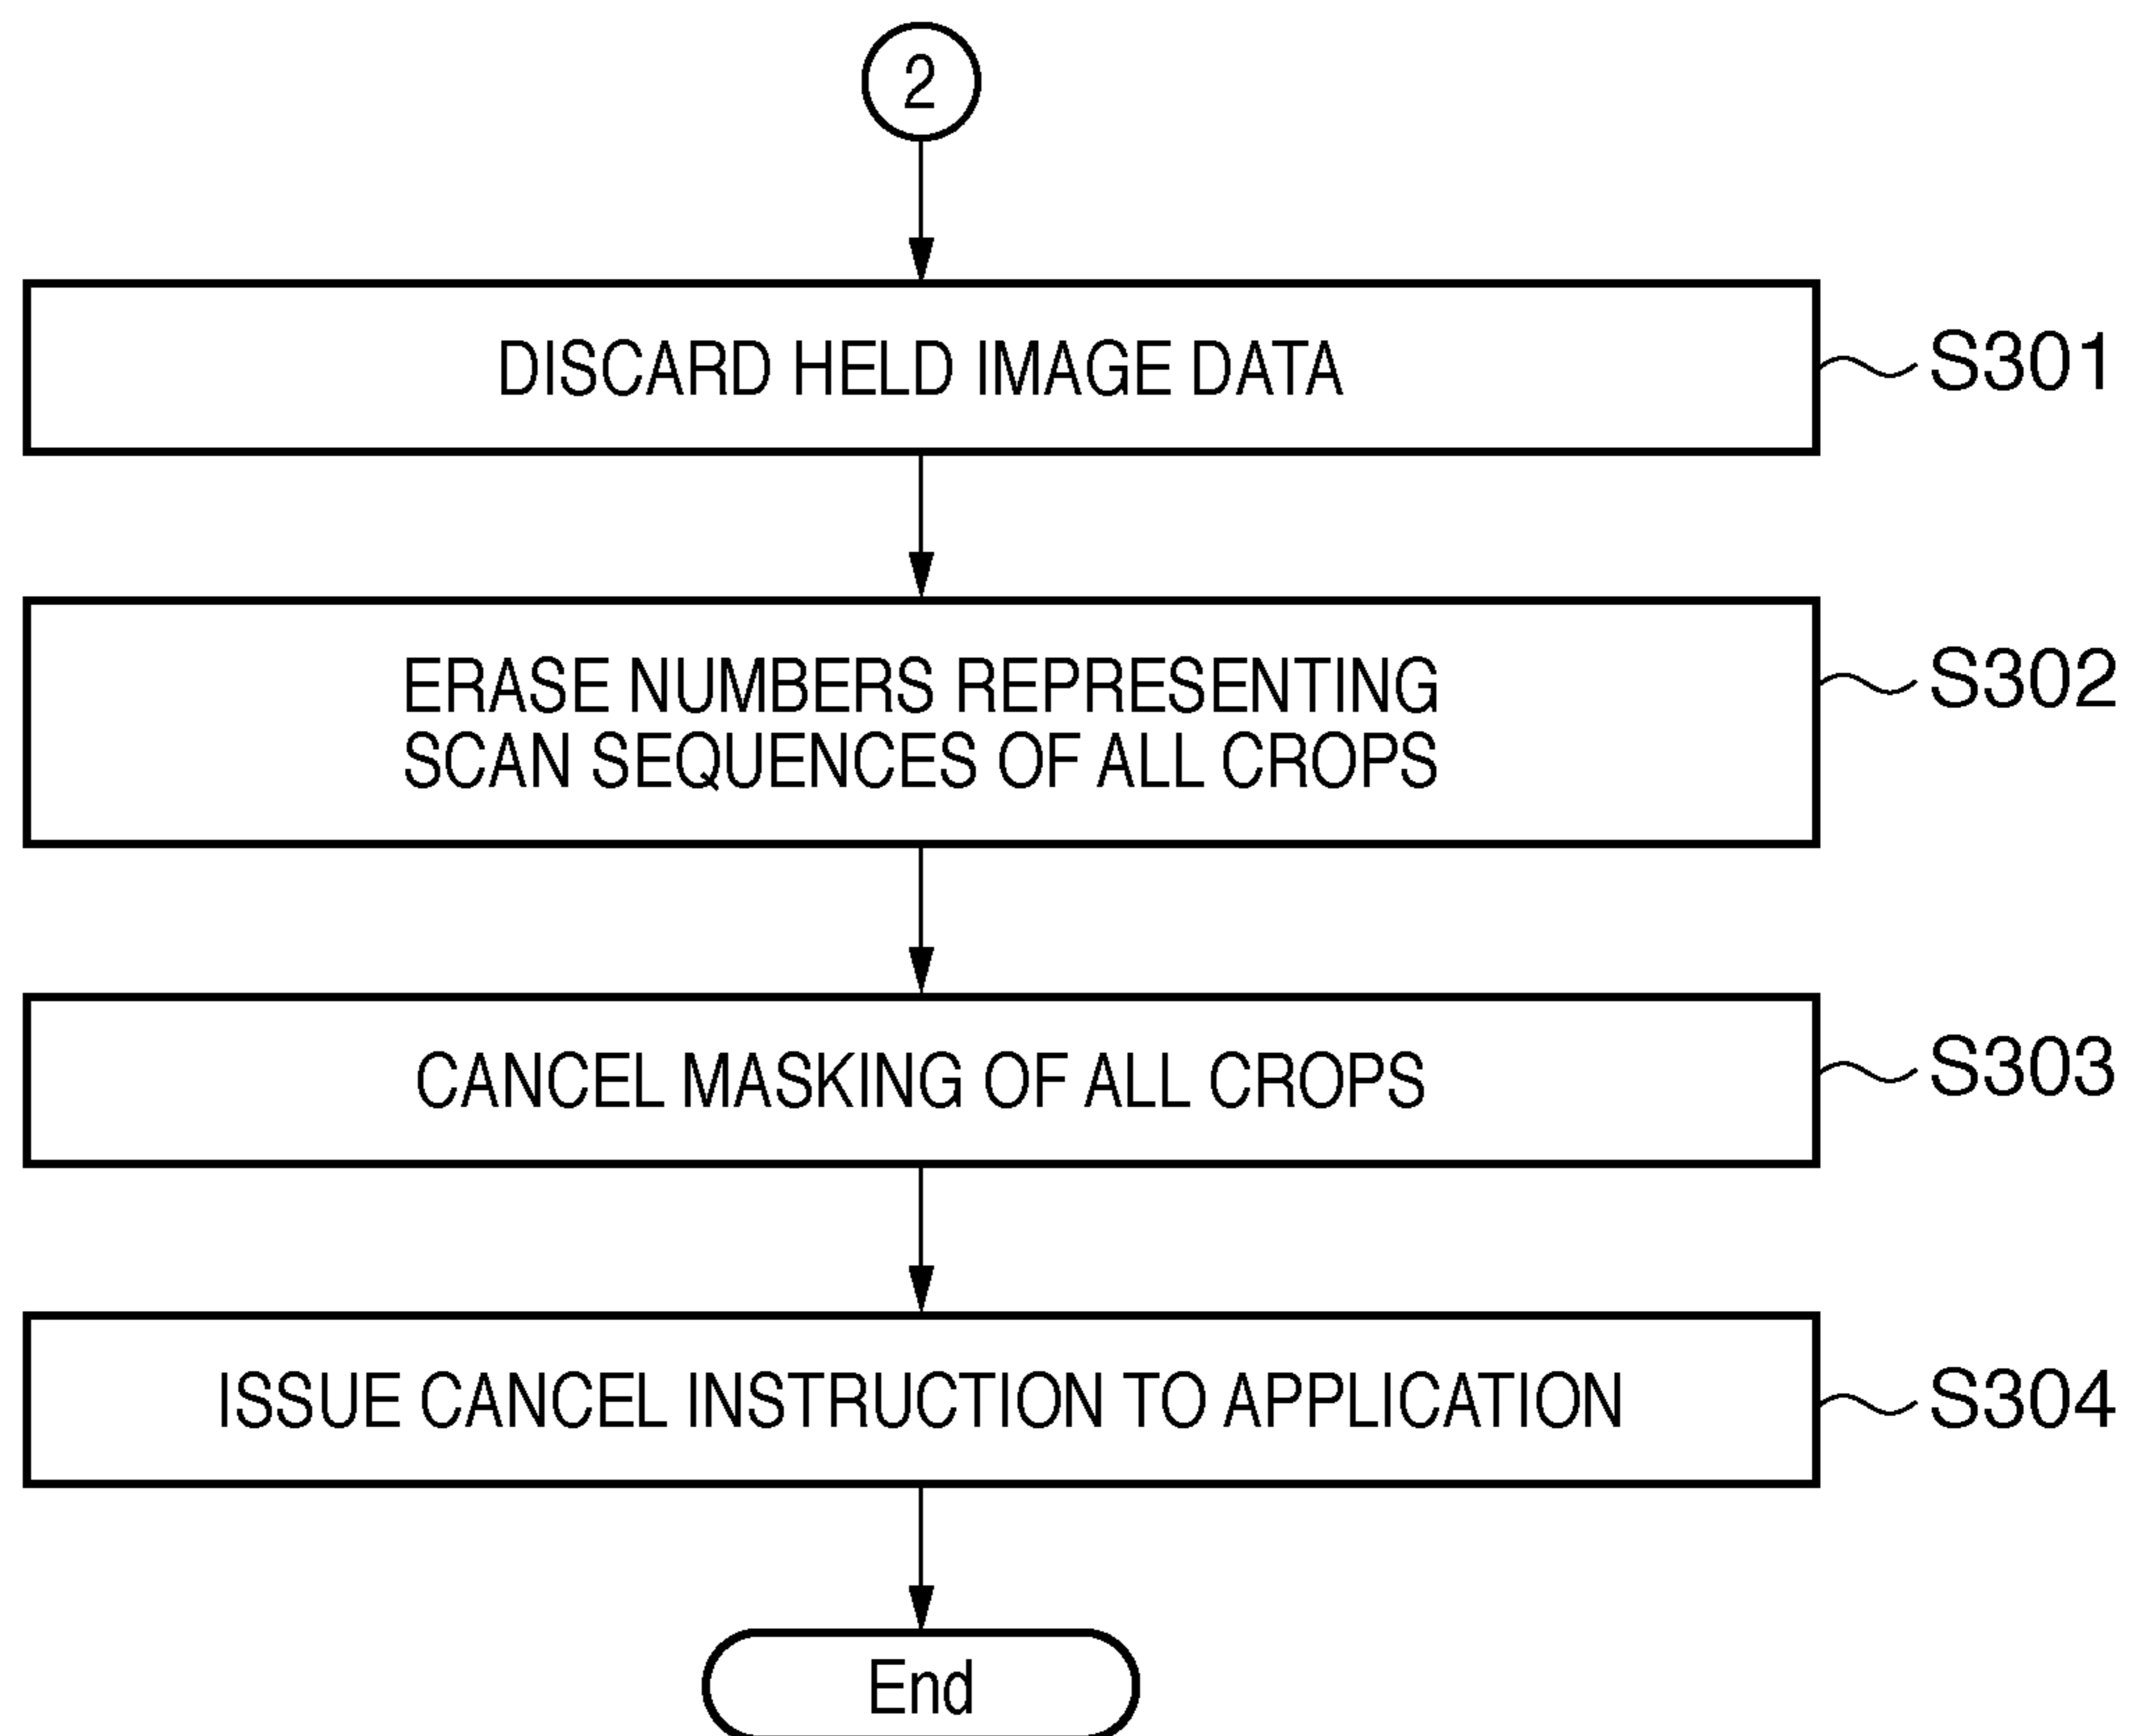 2
DISCARD HELD IMAGE DATA
S301
ERASE NUMBERS REPRESENTING
SCAN SEQUENCES OF ALL CROPS
S302
CANCEL MASKING OF ALL CROPS
S303
ISSUE CANCEL INSTRUCTION TO APPLICATION
S304
End